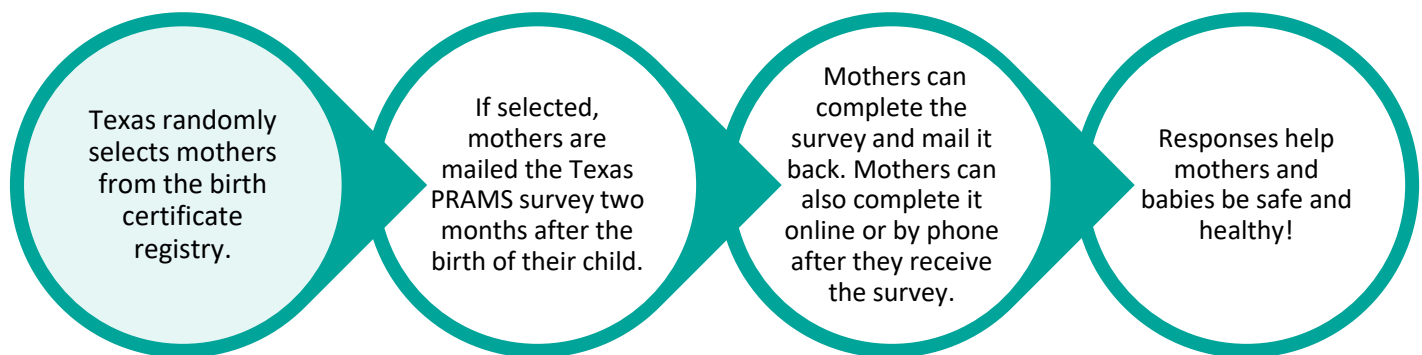 Texas randomly
selects mothers
from the birth
certificate
registry.
If selected,
mothers are
mailed the Texas
PRAMS survey two
months after the
birth of their child.
Mothers can
complete the
survey and mail it
back. Mothers can
also complete it
online or by phone
after they receive
the survey.
Responses help
mothers and
babies be safe and
healthy!